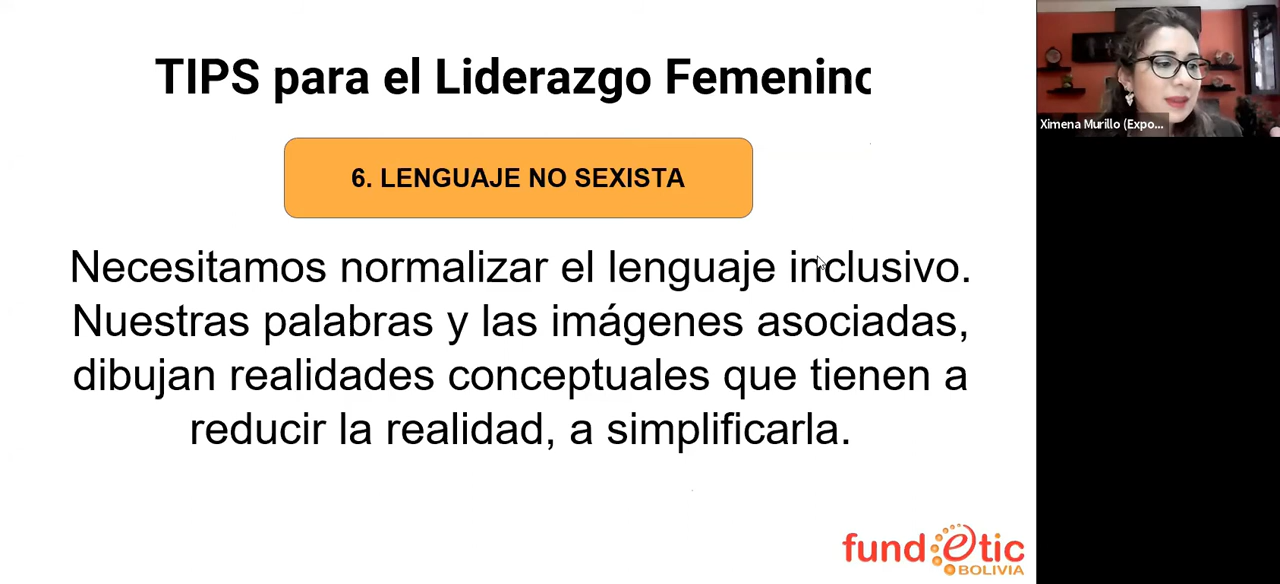 TIPS para el Liderazgo Femenino
6. LENGUAJE NO SEXISTA
Necesitamos normalizar el lenguaje inclusivo.
Nuestras palabras y las imágenes asociadas,
dibujan realidades conceptuales que tienen a
reducir la realidad, a simplificarla.
Ximena Murillo (Expo...
fundetic
BOLIVIA